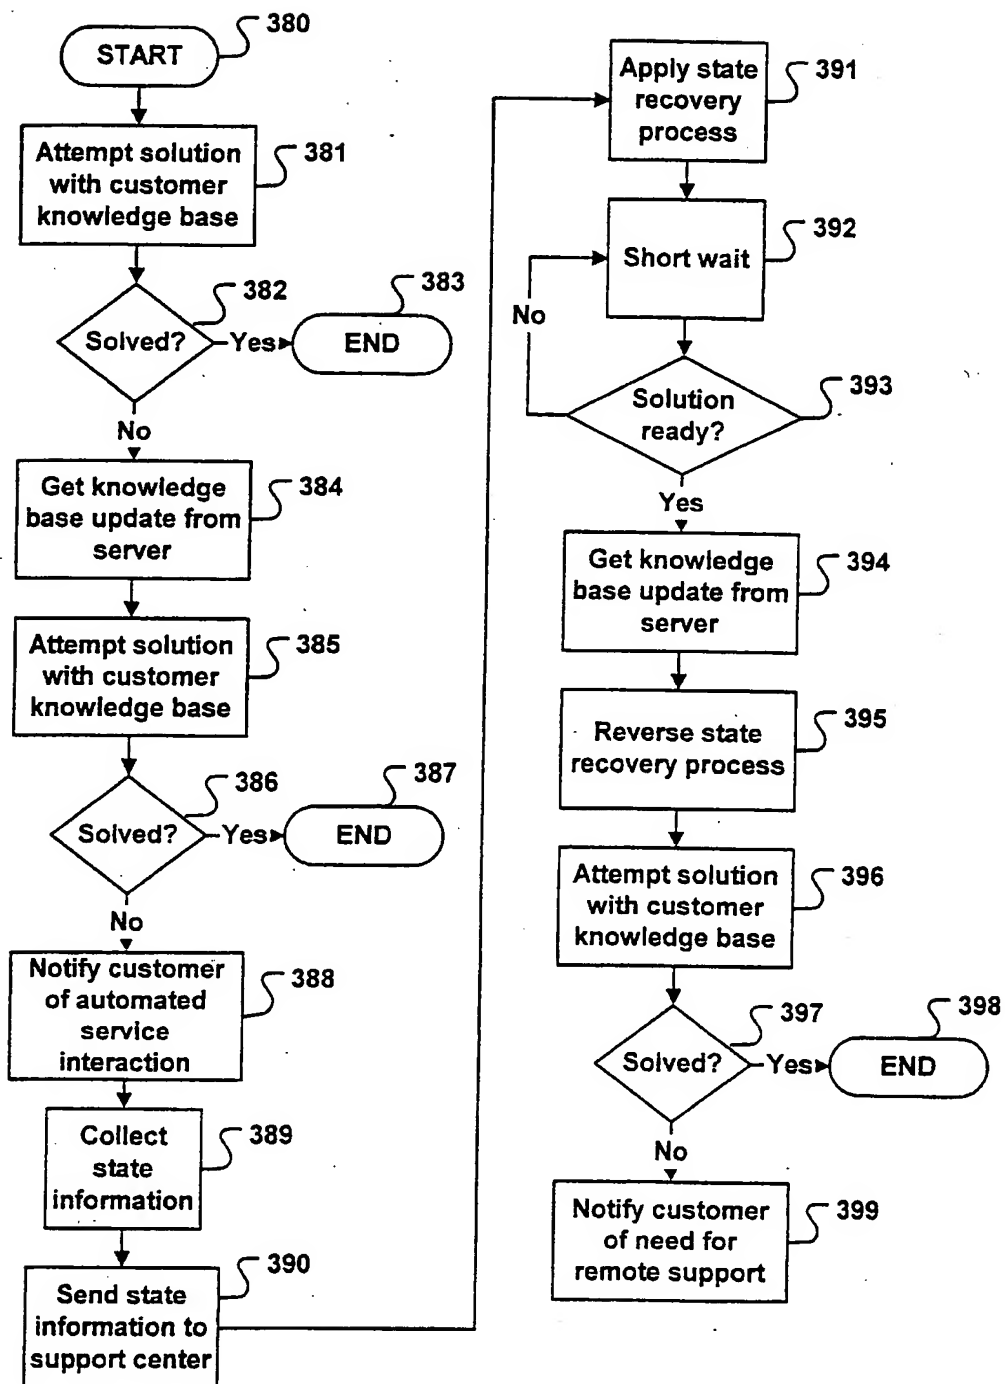 START
380
Attempt solution
with customer
knowledge base
381
Solved?
382
Yes
END
383
No
Get knowledge
base update from
server
384
Attempt solution
with customer
knowledge base
385
Solved?
386
Yes
END
387
No
Notify customer
of automated
service
interaction
388
Collect
state
information
389
Send state
information to
support center
390
Apply state
recovery
process
391
Short wait
392
No
Solution
ready?
393
Yes
Get knowledge
base update from
server
394
Reverse state
recovery process
395
Attempt solution
with customer
knowledge base
396
Solved?
397
Yes
END
398
No
Notify customer
of need for
remote support
399